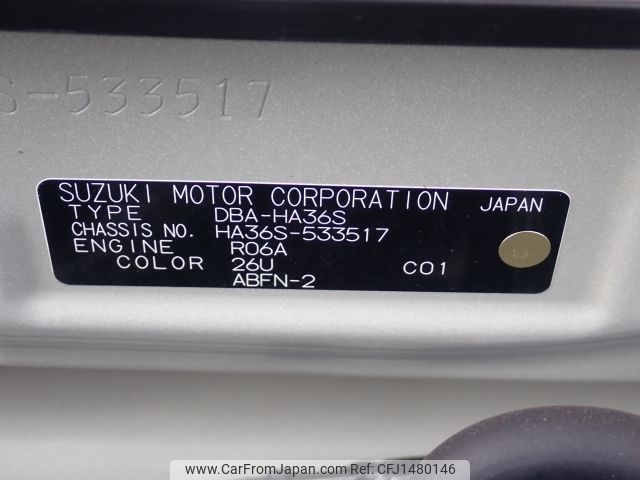 S-533517
SUZUKI MOTOR CORPORATION JAPAN
TYPE DBA-HA36S
CHASSIS NO. HA36S-533517
ENGINE R06A
COLOR 26U C01
ABFN-2
www.CarFromJapan.com - CFJ1480146